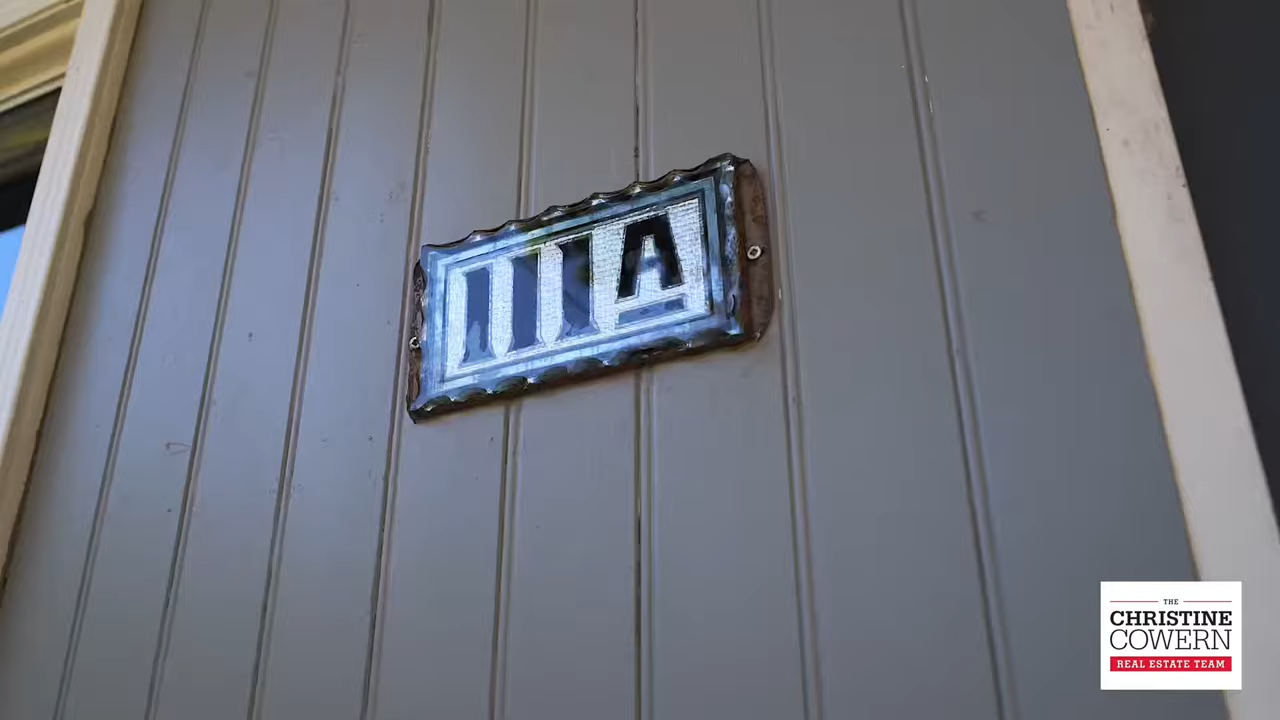 111A
THE
CHRISTINE
COWERN
REAL ESTATE TEAM